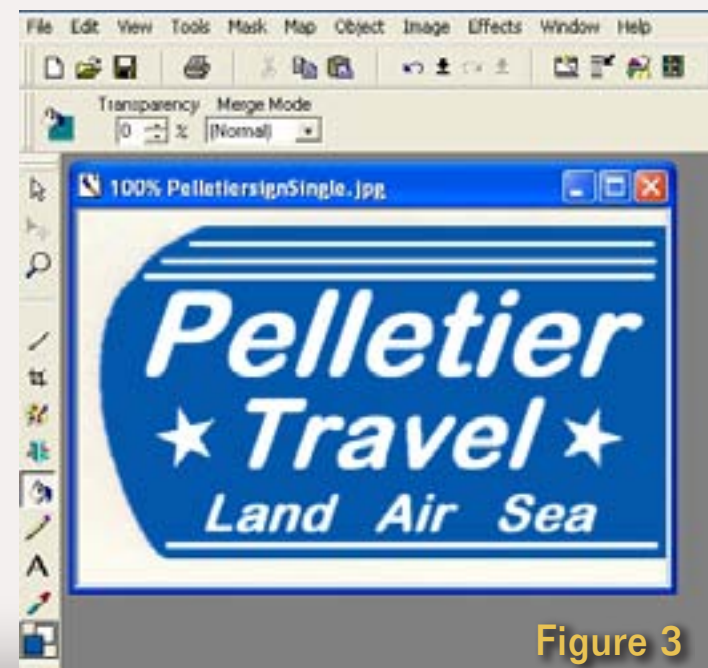 File Edit View Tools Mask Map Object Image Effects Window Help
Transparency Merge Mode
0 % (Normal)
100% PelletiersignSingle.jpg
Pelletier
Travel
Land Air Sea
Figure 3